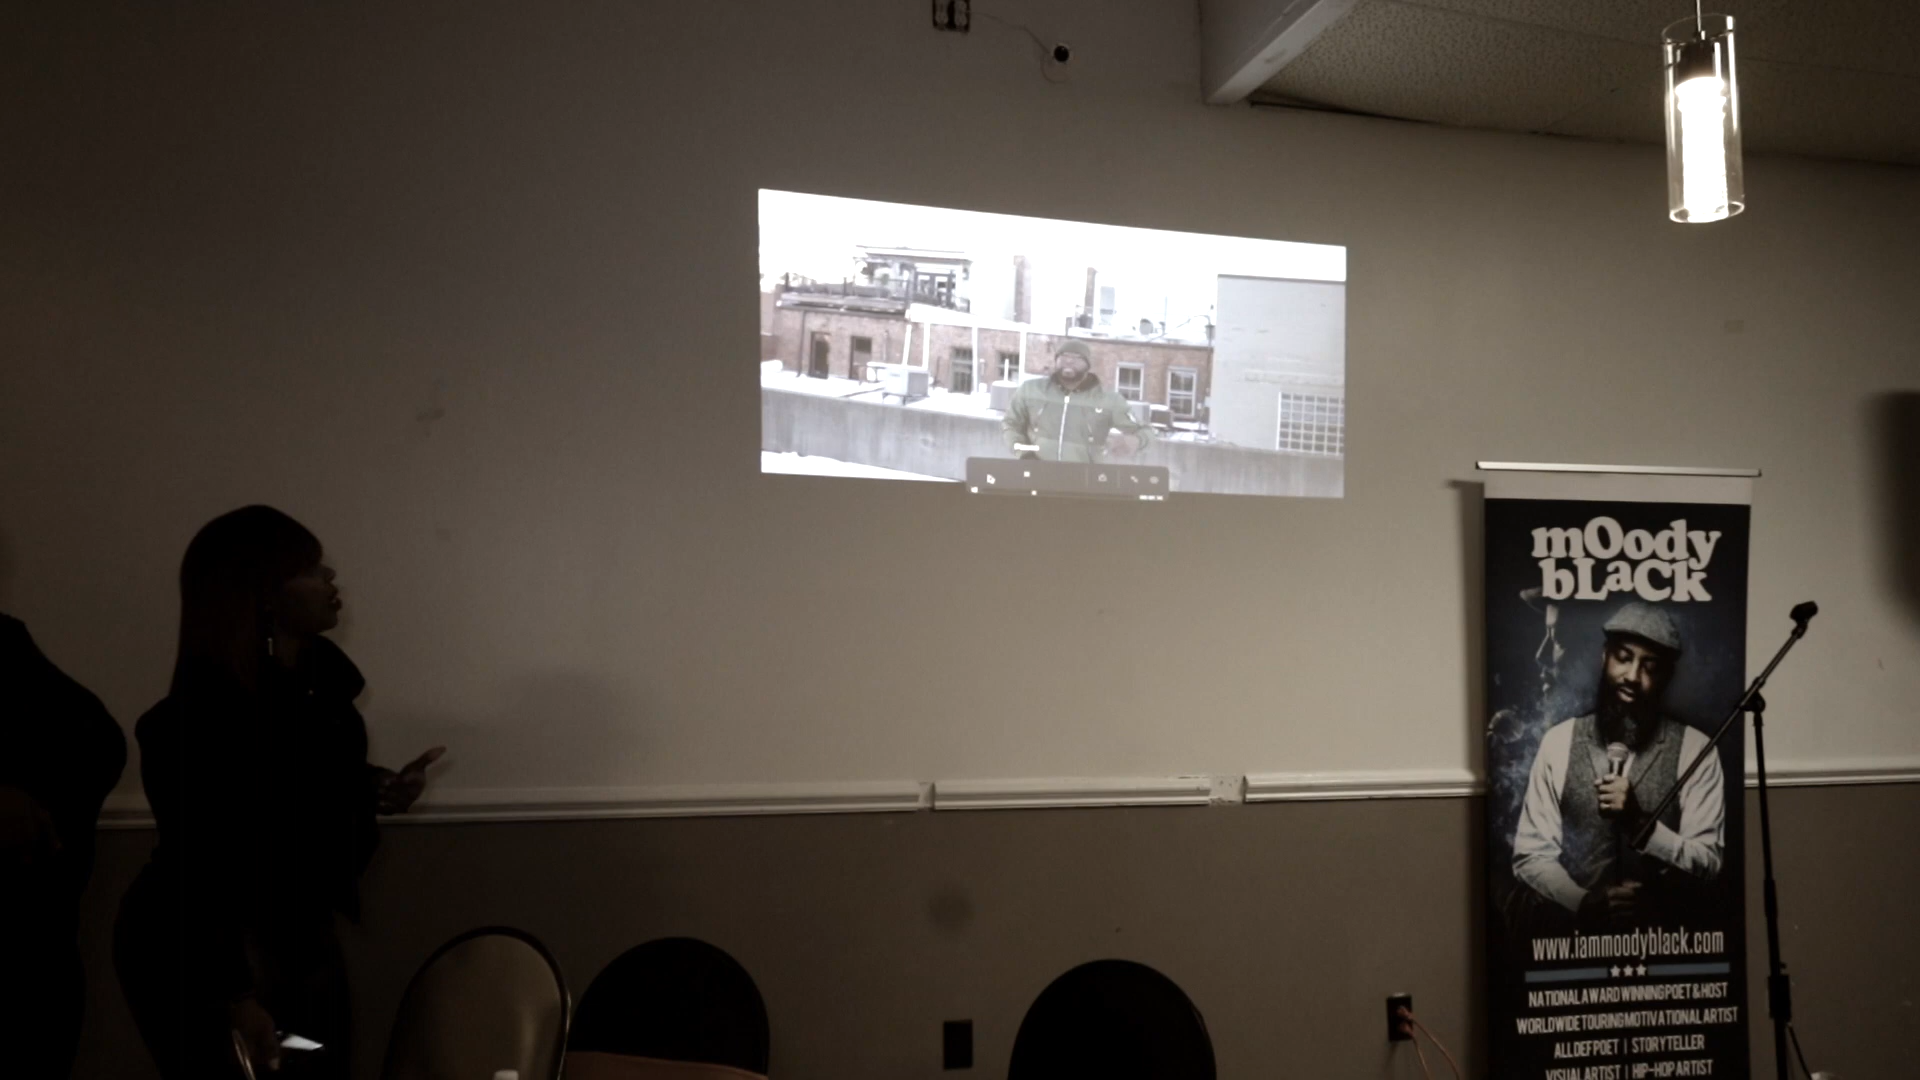 mOody
bLaCk
www.iammoodyblack.com
NATIONAL AWARD WINNING POET & HOST
WORLDWIDE TOURING MOTIVATIONAL ARTIST
ALL DEF POET | STORYTELLER
VISUAL ARTIST | HIP-HOP ARTIST